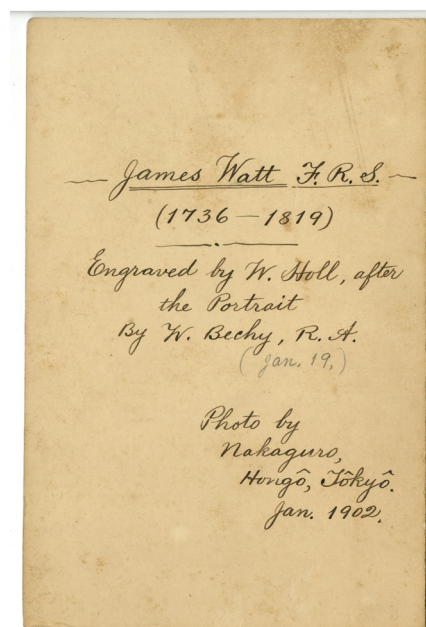 James Watt F.R.S.
(1736 – 1819)
Engraved by W. Holl, after
the Portrait
By W. Bechy, R. A.
(Jan. 19,)
Photo by
Nakaguro,
Hongô, Tôkyô.
Jan. 1902.